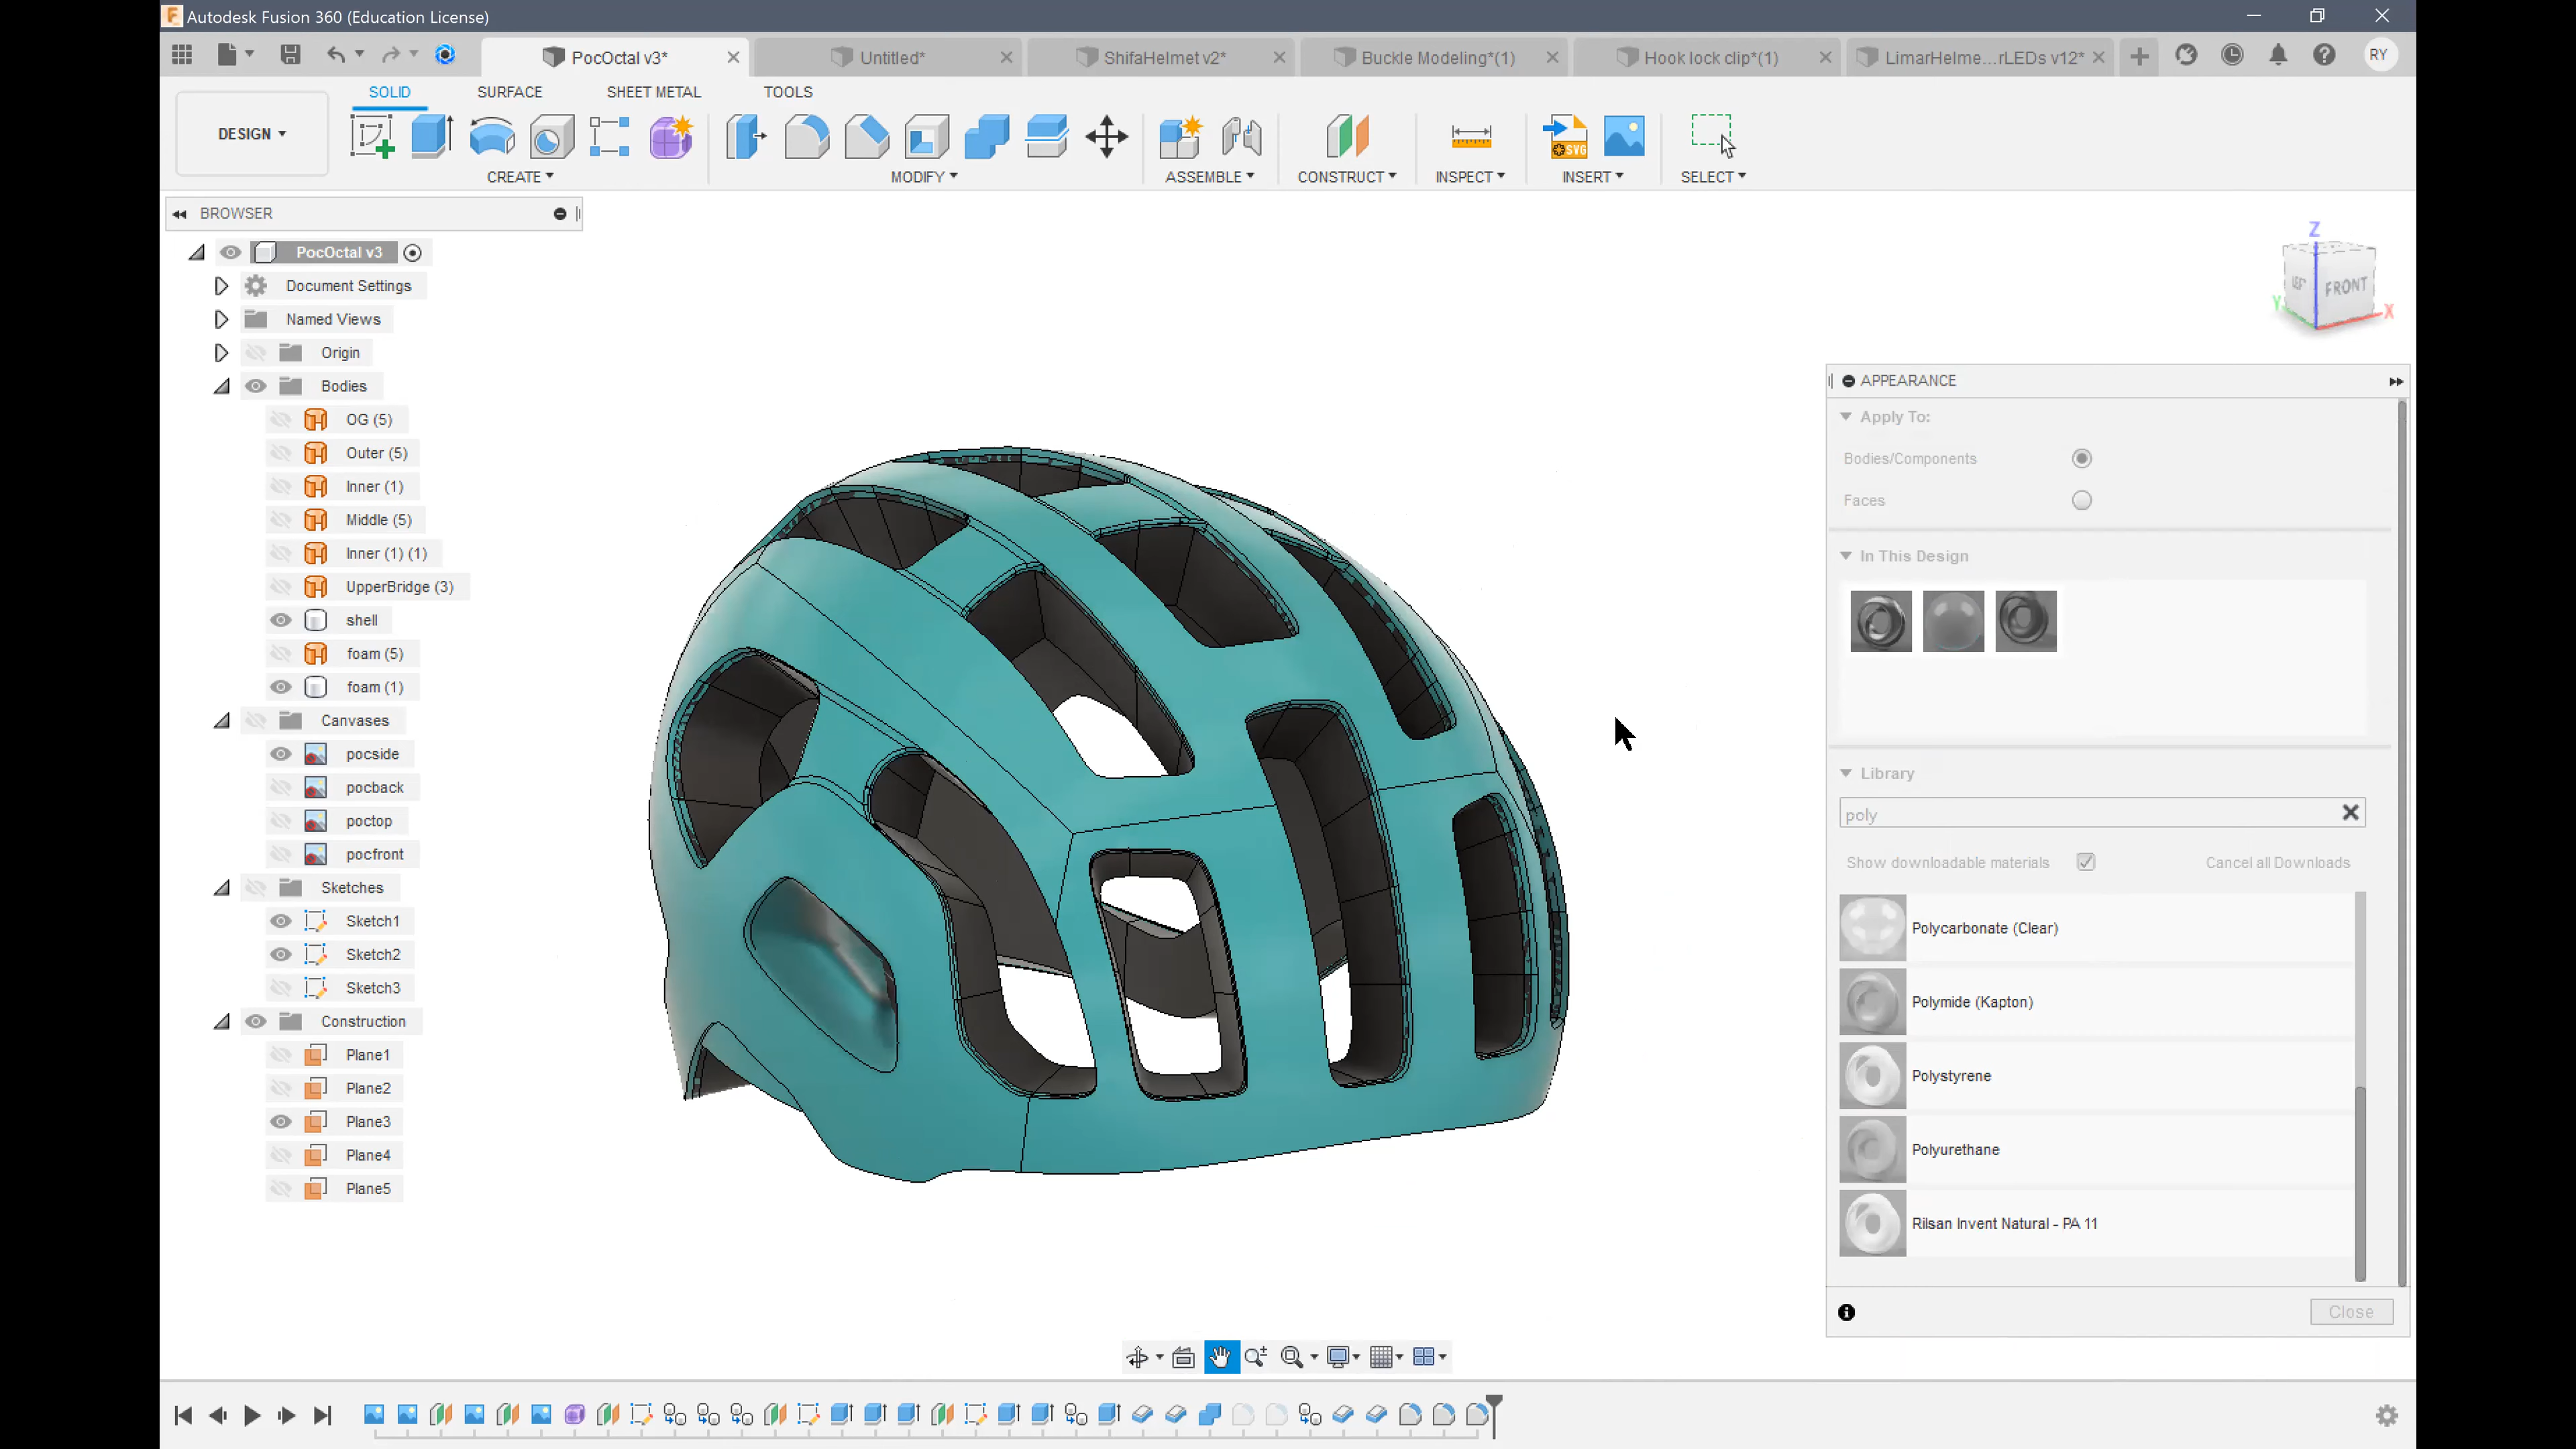 Autodesk Fusion 360 (Education License)
PocOctal v3*
Untitled*
ShifaHelmet v2*
Buckle Modeling*(1)
Hook lock clip*(1)
LimarHelme...rLEDs v12*
RY
SOLID
SURFACE
SHEET METAL
TOOLS
DESIGN
CREATE
MODIFY
ASSEMBLE
CONSTRUCT
INSPECT
SVG
INSERT
SELECT
BROWSER
PocOctal v3
Document Settings
Named Views
Origin
Bodies
OG (5)
Outer (5)
Inner (1)
Middle (5)
Inner (1) (1)
UpperBridge (3)
shell
foam (5)
foam (1)
Canvases
pocside
pocback
poctop
pocfront
Sketches
Sketch1
Sketch2
Sketch3
Construction
Plane1
Plane2
Plane3
Plane4
Plane5
Z
LEFT
FRONT
Y
X
APPEARANCE
Apply To:
Bodies/Components
Faces
In This Design
Library
poly
Show downloadable materials
Cancel all Downloads
Polycarbonate (Clear)
Polymide (Kapton)
Polystyrene
Polyurethane
Rilsan Invent Natural - PA 11
Close